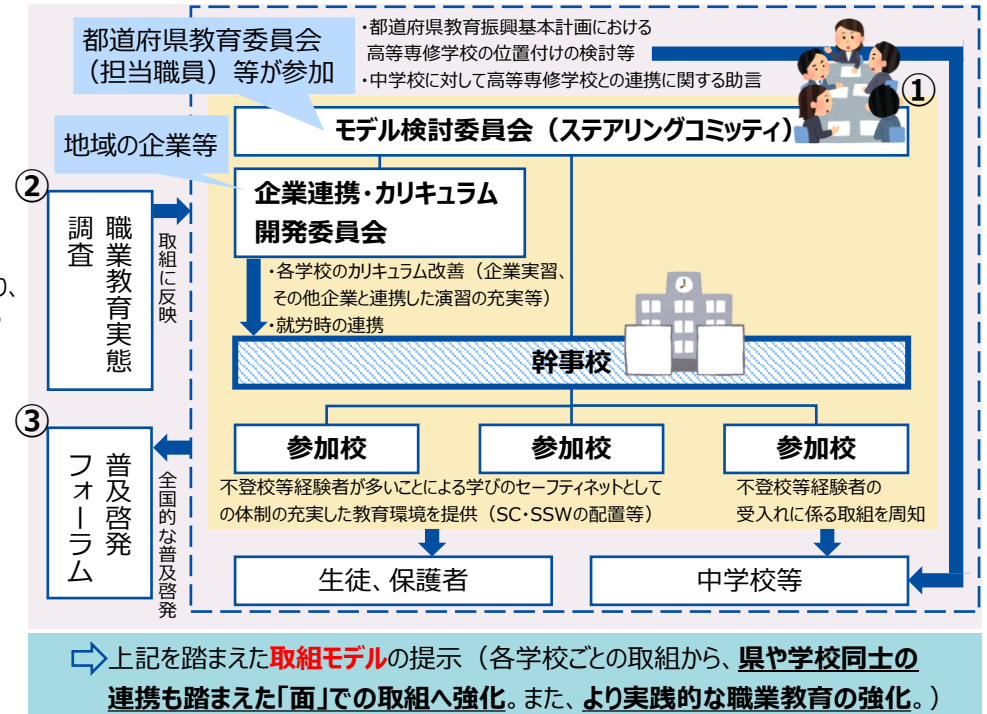 都道府県教育委員会
（担当職員）等が参加
・都道府県教育振興基本計画における
高等専修学校の位置付けの検討等
・中学校に対して高等専修学校との連携に関する助言
①
モデル検討委員会（ステアリングコミッティ）
地域の企業等
企業連携・カリキュラム
開発委員会
②
職業教育実態
調査
取組に反映
・各学校のカリキュラム改善（企業実習、
その他企業と連携した演習の充実等）
・就労時の連携
幹事校
参加校
参加校
参加校
③
普及啓発
フォーラム
全国的な普及啓発
不登校等経験者が多いことによる学びのセーフティネットとして
の体制の充実した教育環境を提供（SC・SSWの配置等）
不登校等経験者の
受入れに係る取組を周知
生徒、保護者
中学校等
上記を踏まえた取組モデルの提示（各学校ごとの取組から、県や学校同士の
連携も踏まえた「面」での取組へ強化。また、より実践的な職業教育の強化。）